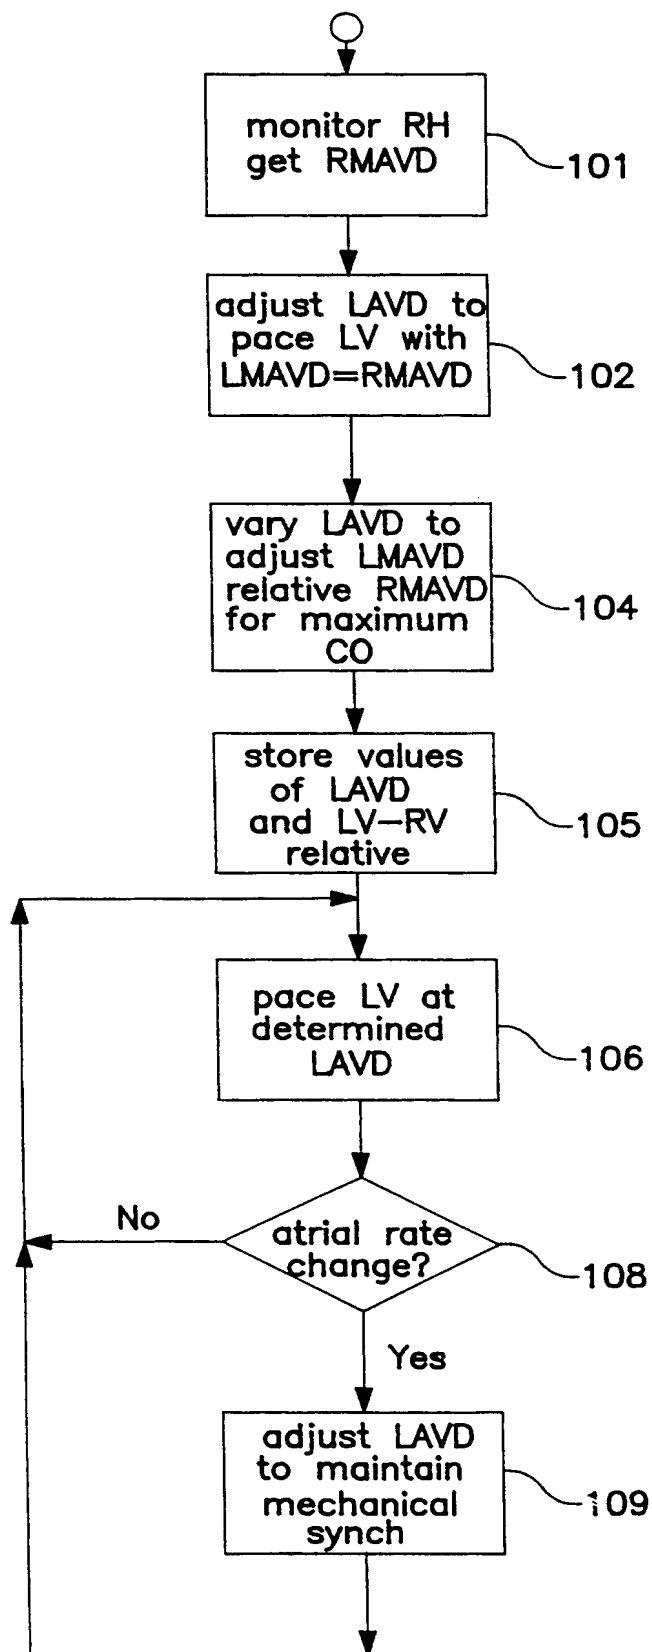 monitor RH
get RMAVD
101
adjust LAVD to
pace LV with
LMAVD=RMAVD
102
vary LAVD to
adjust LMAVD
relative RMAVD
for maximum
CO
104
store values
of LAVD
and LV-RV
relative
105
pace LV at
determined
LAVD
106
No
atrial rate
change?
108
Yes
adjust LAVD
to maintain
mechanical
synch
109